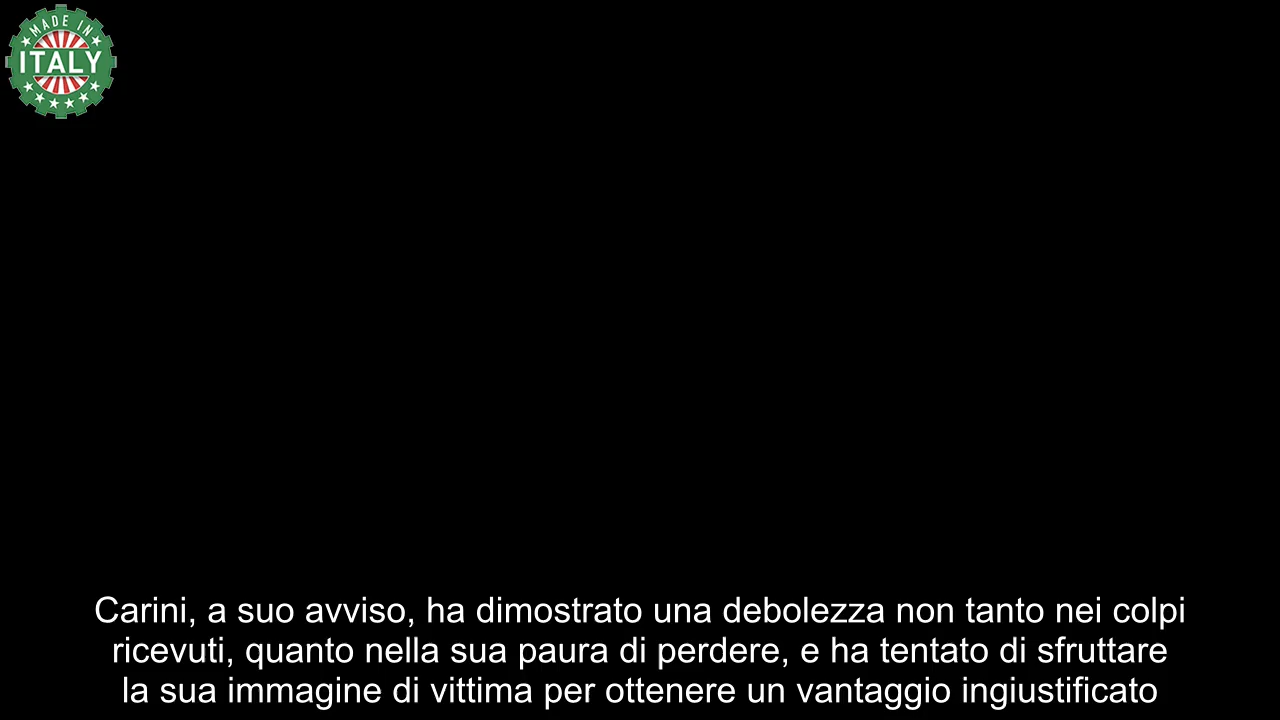 MADE IN
ITALY
Carini, a suo avviso, ha dimostrato una debolezza non tanto nei colpi
ricevuti, quanto nella sua paura di perdere, e ha tentato di sfruttare
la sua immagine di vittima per ottenere un vantaggio ingiustificato